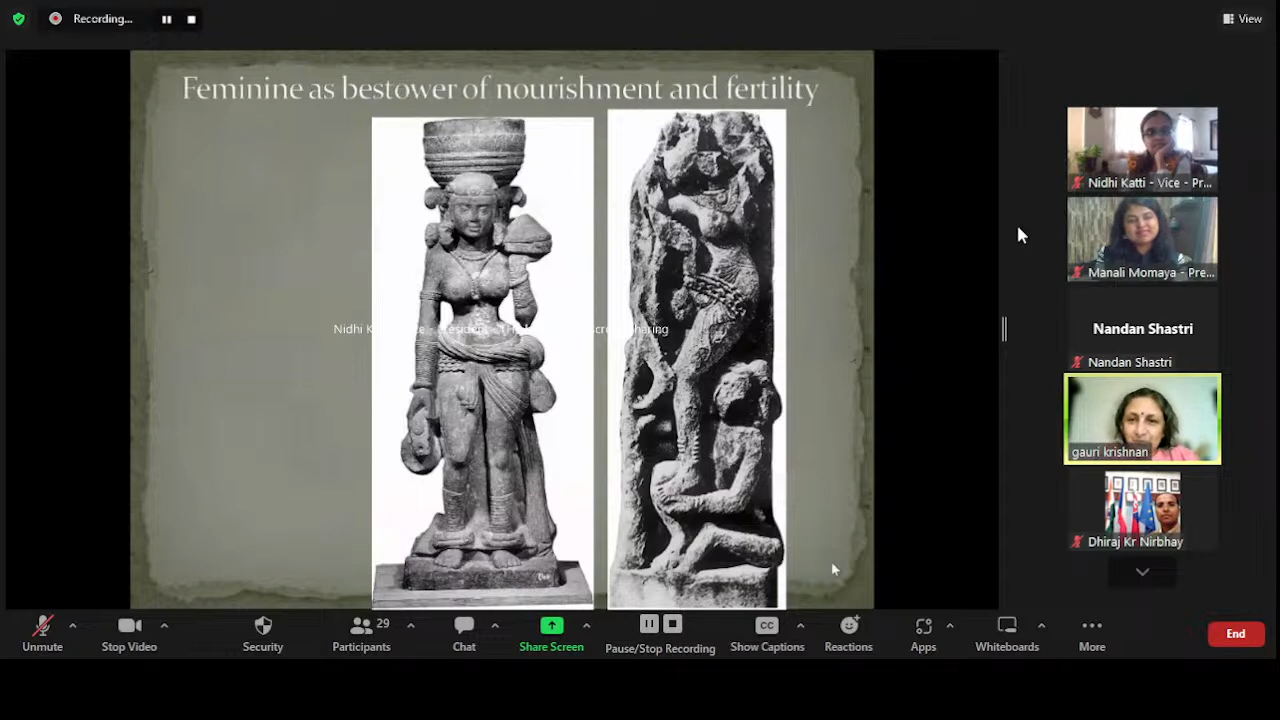 Recording...
View
Feminine as bestower of nourishment and fertility
Nidhi Katti - Vice - Pr...
Manali Momaya - Pre...
Nandan Shastri
Nandan Shastri
gauri krishnan
Dhiraj Kr Nirbhay
Unmute
Stop Video
Security
29
Participants
Chat
Share Screen
Pause/Stop Recording
CC
Show Captions
Reactions
Apps
Whiteboards
More
End